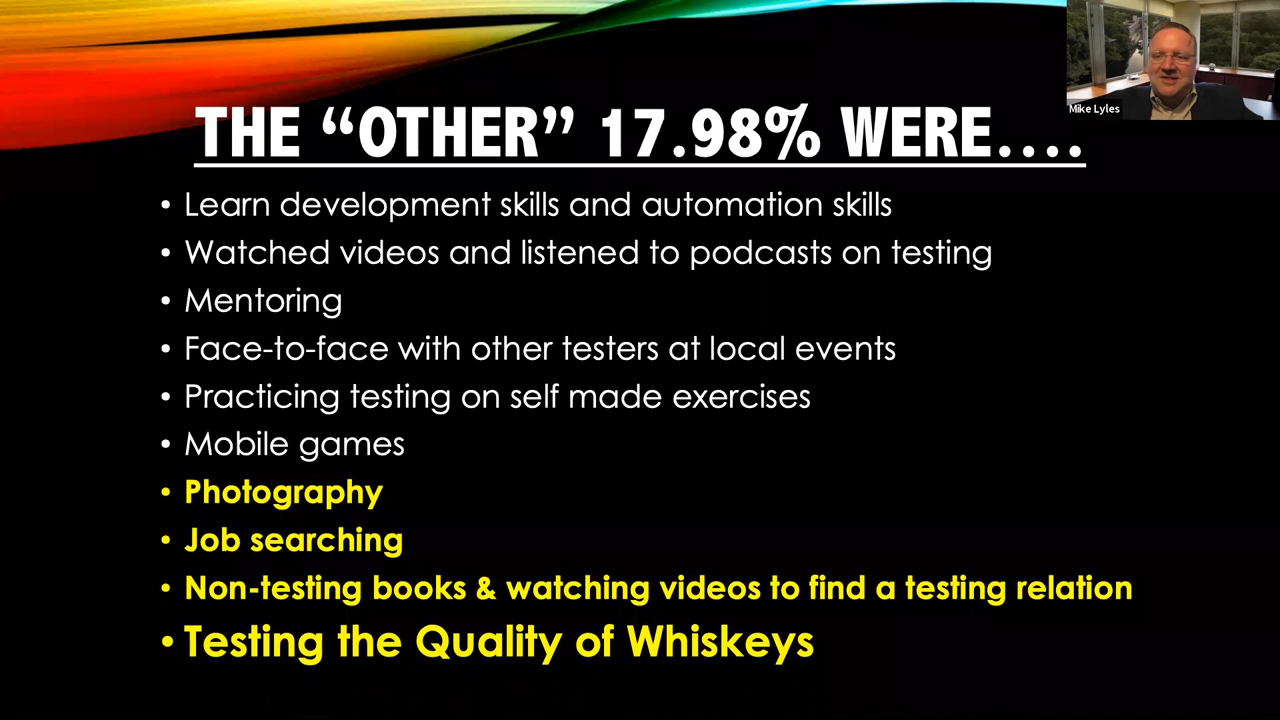 Mike Lyles
THE “OTHER” 17.98% WERE....
• Learn development skills and automation skills
• Watched videos and listened to podcasts on testing
• Mentoring
• Face-to-face with other testers at local events
• Practicing testing on self made exercises
• Mobile games
• Photography
• Job searching
• Non-testing books & watching videos to find a testing relation
• Testing the Quality of Whiskeys